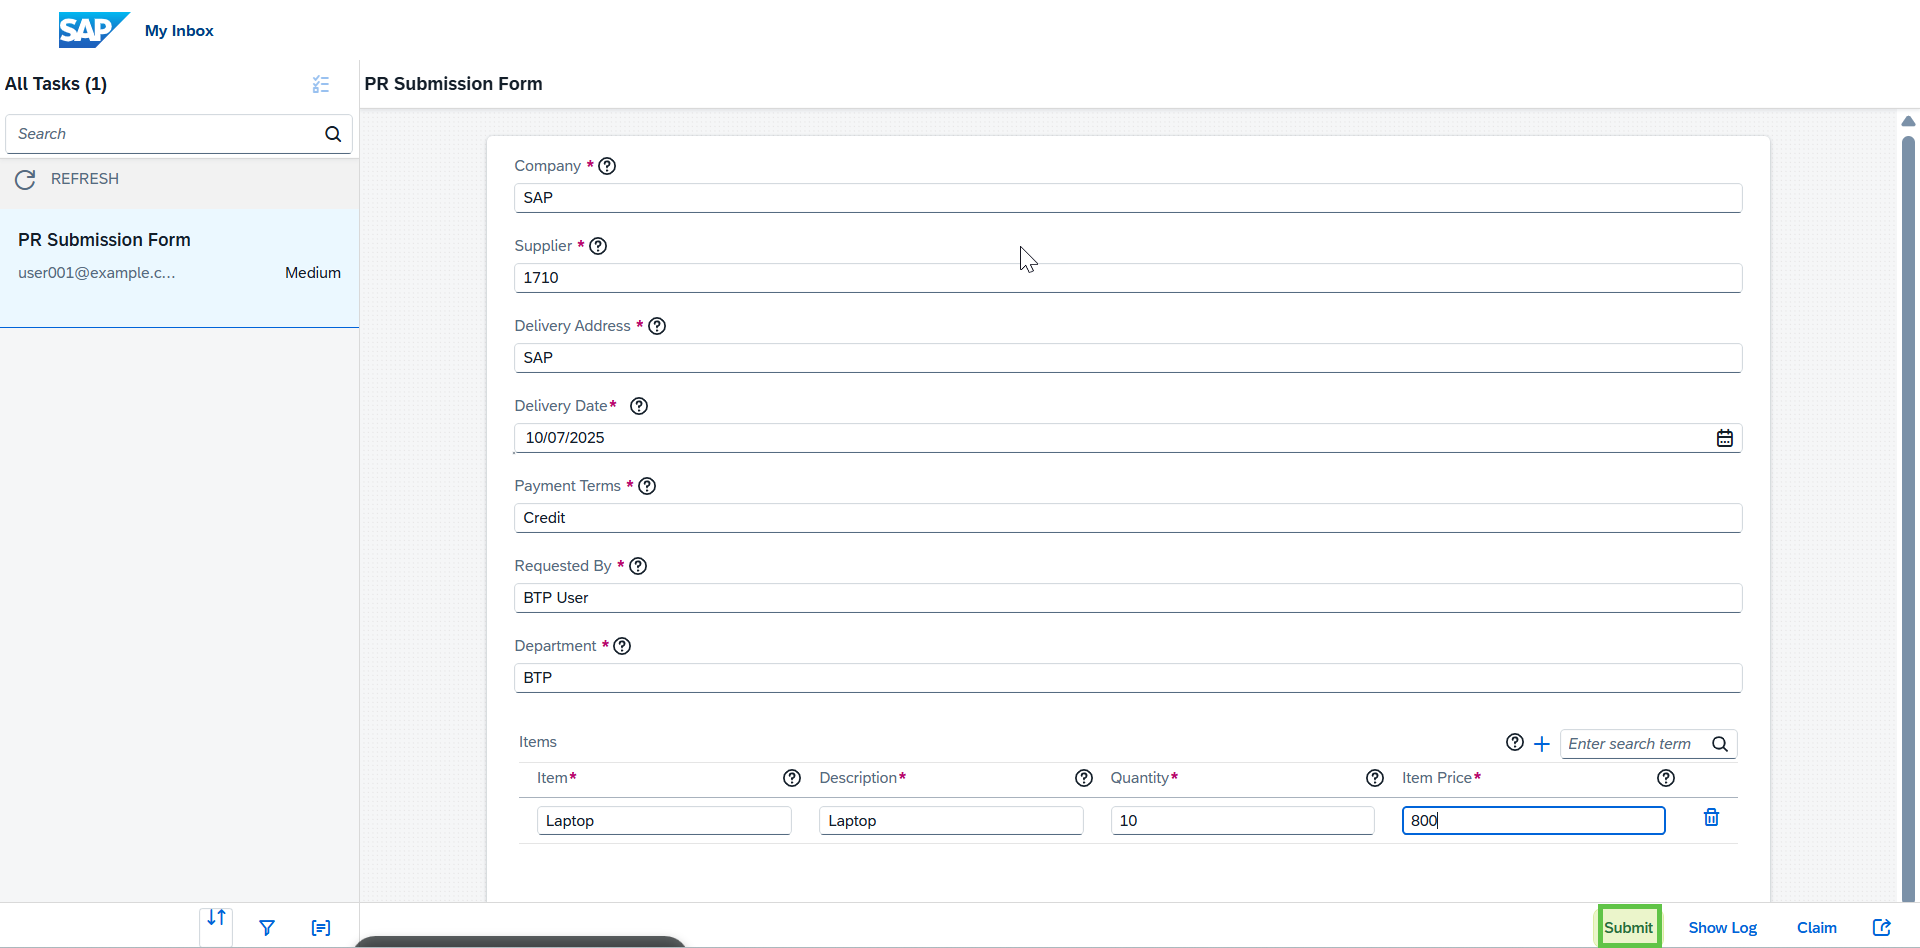 SAP My Inbox
All Tasks (1)
PR Submission Form
Search
REFRESH
PR Submission Form
user001@example.c... Medium
Company *
SAP
Supplier *
1710
Delivery Address *
SAP
Delivery Date*
10/07/2025
Payment Terms *
Credit
Requested By *
BTP User
Department *
BTP
Items Enter search term
Item* Description* Quantity* Item Price*
Laptop Laptop 10 800
Submit Show Log Claim